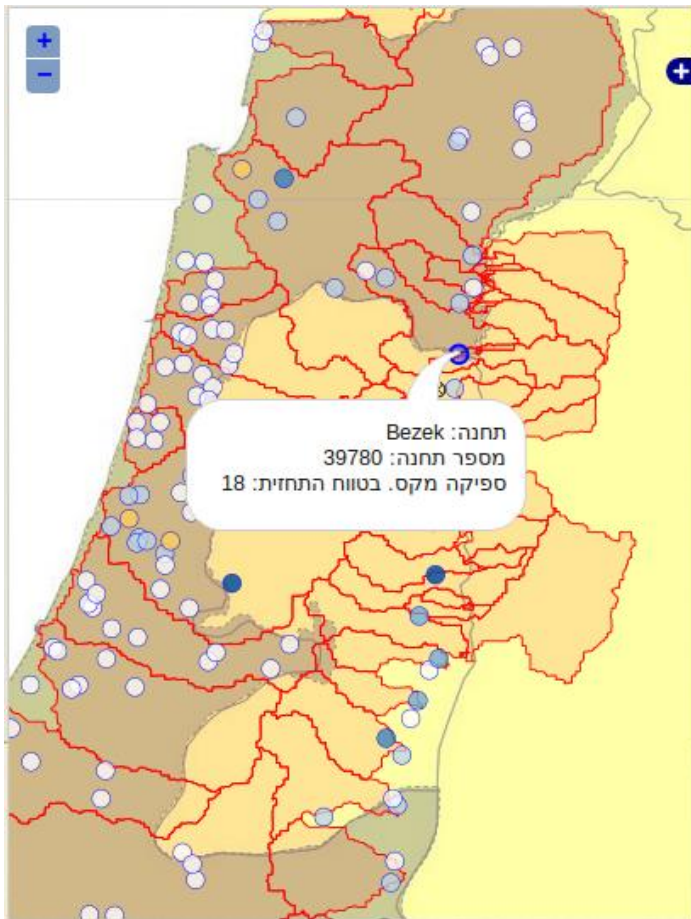 +
−
+
תחנה: Bezek
מספר תחנה: 39780
ספיקה מקס. בטווח התחזית: 18